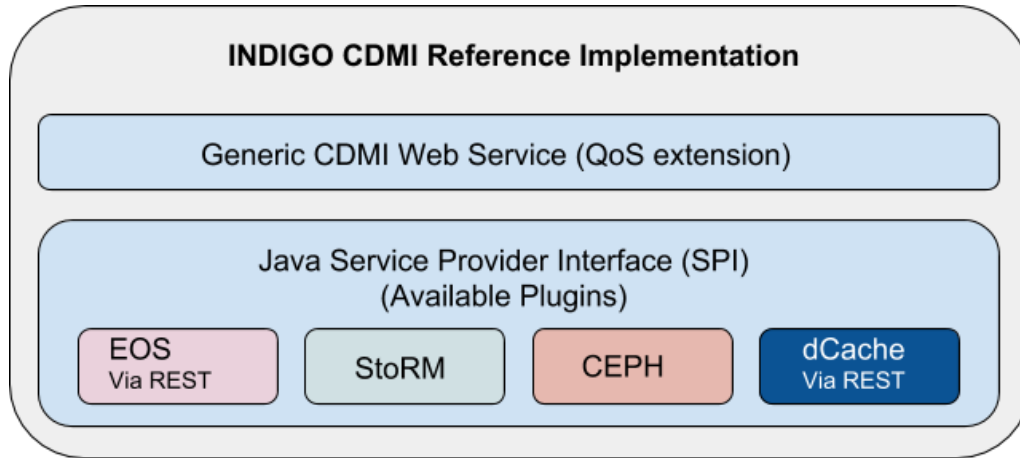 INDIGO CDMI Reference Implementation
Generic CDMI Web Service (QoS extension)
Java Service Provider Interface (SPI)
(Available Plugins)
EOS
Via REST
StoRM
CEPH
dCache
Via REST